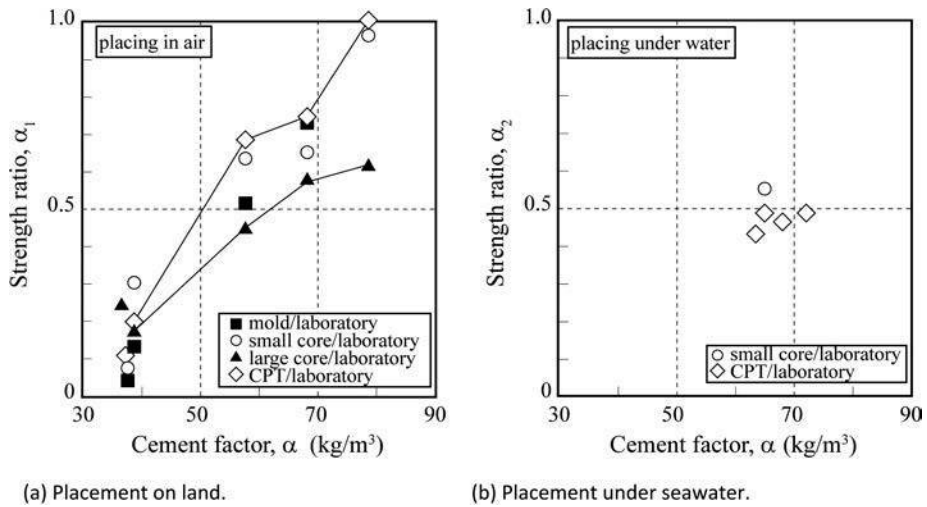 1.0
placing in air
Strength ratio, α₁
0.5
■ mold/laboratory
○ small core/laboratory
▲ large core/laboratory
◇ CPT/laboratory
0
30 50 70 90
Cement factor, α (kg/m³)
(a) Placement on land.
1.0
placing under water
Strength ratio, α₂
0.5
○ small core/laboratory
◇ CPT/laboratory
0
30 50 70 90
Cement factor, α (kg/m³)
(b) Placement under seawater.